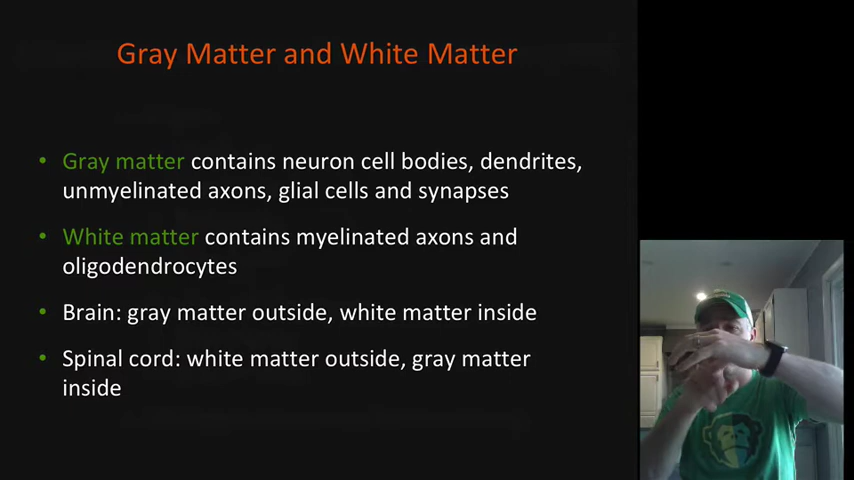 Gray Matter and White Matter
• Gray matter contains neuron cell bodies, dendrites,
unmyelinated axons, glial cells and synapses
• White matter contains myelinated axons and
oligodendrocytes
• Brain: gray matter outside, white matter inside
• Spinal cord: white matter outside, gray matter
inside